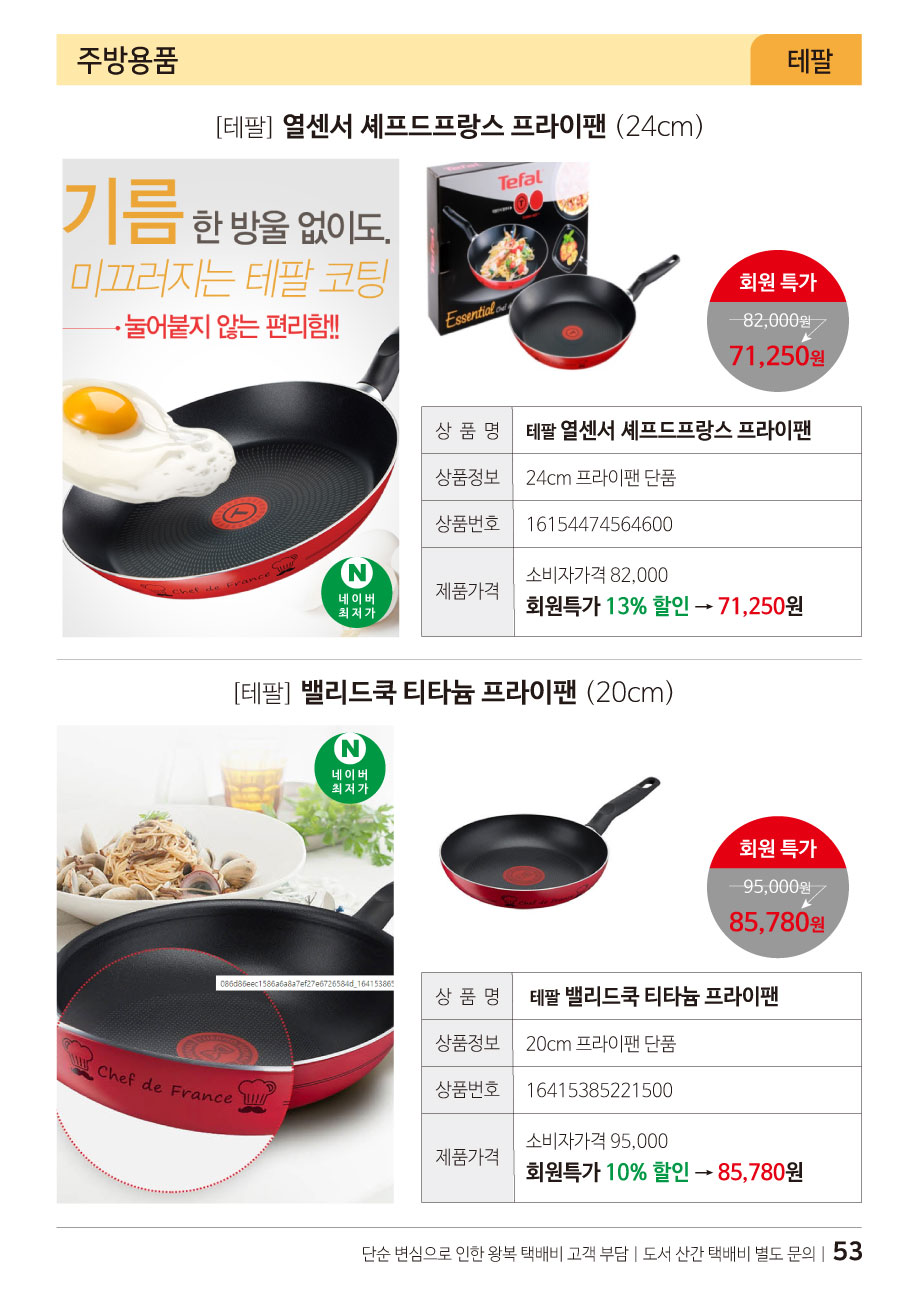 주방용품
테팔
[테팔] 열센서 셰프드프랑스 프라이팬 (24cm)
기름 한 방울 없이도.
미끄러지는 테팔 코팅
눌어붙지 않는 편리함!!
Chef de France
N
네이버
최저가
Tefal
Essential
회원 특가
82,000원
71,250원
상 품 명 테팔 열센서 셰프드프랑스 프라이팬
상품정보 24cm 프라이팬 단품
상품번호 16154474564600
제품가격 소비자가격 82,000
회원특가 13% 할인 → 71,250원
[테팔] 밸리드쿡 티타늄 프라이팬 (20cm)
N
네이버
최저가
086d86eec1586a6a8a7ef27e6726584d_164153865
Chef de France
Chef de France
회원 특가
95,000원
85,780원
상 품 명 테팔 밸리드쿡 티타늄 프라이팬
상품정보 20cm 프라이팬 단품
상품번호 16415385221500
제품가격 소비자가격 95,000
회원특가 10% 할인 → 85,780원
단순 변심으로 인한 왕복 택배비 고객 부담 | 도서 산간 택배비 별도 문의 | 53